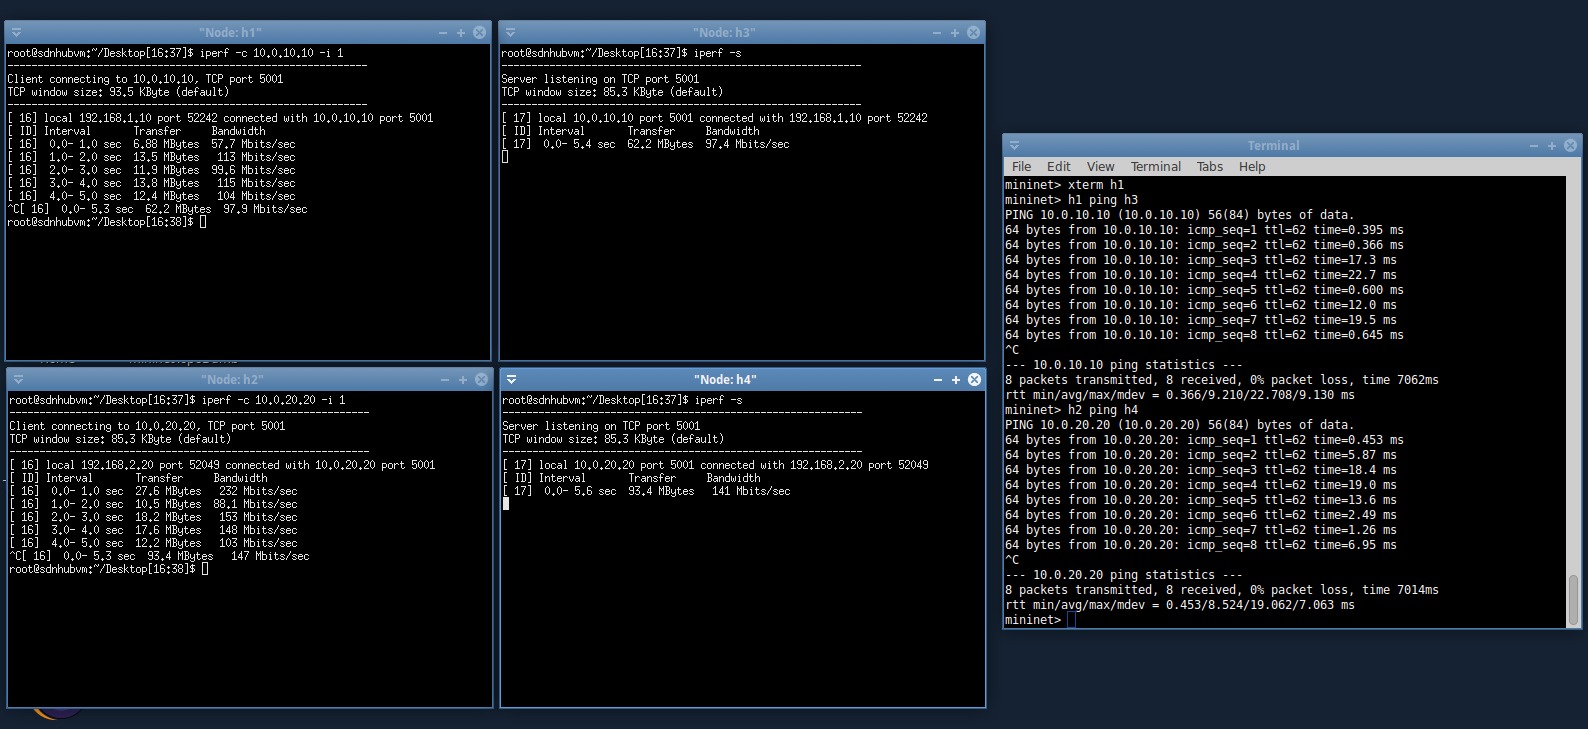 "Node: h1"
root@sdnhubvm:~/Desktop[16:37]$ iperf -c 10.0.10.10 -i 1
------------------------------------------------------------
Client connecting to 10.0.10.10, TCP port 5001
TCP window size: 93.5 KByte (default)
------------------------------------------------------------
[ 16] local 192.168.1.10 port 52242 connected with 10.0.10.10 port 5001
[ ID] Interval       Transfer     Bandwidth
[ 16]  0.0- 1.0 sec  6.88 MBytes  57.7 Mbits/sec
[ 16]  1.0- 2.0 sec  13.5 MBytes   113 Mbits/sec
[ 16]  2.0- 3.0 sec  11.9 MBytes  99.6 Mbits/sec
[ 16]  3.0- 4.0 sec  13.8 MBytes   115 Mbits/sec
[ 16]  4.0- 5.0 sec  12.4 MBytes   104 Mbits/sec
^C[ 16]  0.0- 5.3 sec  62.2 MBytes  97.9 Mbits/sec
root@sdnhubvm:~/Desktop[16:38]$
"Node: h3"
root@sdnhubvm:~/Desktop[16:37]$ iperf -s
------------------------------------------------------------
Server listening on TCP port 5001
TCP window size: 85.3 KByte (default)
------------------------------------------------------------
[ 17] local 10.0.10.10 port 5001 connected with 192.168.1.10 port 52242
[ ID] Interval       Transfer     Bandwidth
[ 17]  0.0- 5.4 sec  62.2 MBytes  97.4 Mbits/sec
"Node: h2"
root@sdnhubvm:~/Desktop[16:37]$ iperf -c 10.0.20.20 -i 1
------------------------------------------------------------
Client connecting to 10.0.20.20, TCP port 5001
TCP window size: 85.3 KByte (default)
------------------------------------------------------------
[ 16] local 192.168.2.20 port 52049 connected with 10.0.20.20 port 5001
[ ID] Interval       Transfer     Bandwidth
[ 16]  0.0- 1.0 sec  27.6 MBytes   232 Mbits/sec
[ 16]  1.0- 2.0 sec  10.5 MBytes  88.1 Mbits/sec
[ 16]  2.0- 3.0 sec  18.2 MBytes   153 Mbits/sec
[ 16]  3.0- 4.0 sec  17.6 MBytes   148 Mbits/sec
[ 16]  4.0- 5.0 sec  12.2 MBytes   103 Mbits/sec
^C[ 16]  0.0- 5.3 sec  93.4 MBytes   147 Mbits/sec
root@sdnhubvm:~/Desktop[16:38]$
"Node: h4"
root@sdnhubvm:~/Desktop[16:37]$ iperf -s
------------------------------------------------------------
Server listening on TCP port 5001
TCP window size: 85.3 KByte (default)
------------------------------------------------------------
[ 17] local 10.0.20.20 port 5001 connected with 192.168.2.20 port 52049
[ ID] Interval       Transfer     Bandwidth
[ 17]  0.0- 5.6 sec  93.4 MBytes   141 Mbits/sec
Terminal
File Edit View Terminal Tabs Help
mininet> xterm h1
mininet> h1 ping h3
PING 10.0.10.10 (10.0.10.10) 56(84) bytes of data.
64 bytes from 10.0.10.10: icmp_seq=1 ttl=62 time=0.395 ms
64 bytes from 10.0.10.10: icmp_seq=2 ttl=62 time=0.366 ms
64 bytes from 10.0.10.10: icmp_seq=3 ttl=62 time=17.3 ms
64 bytes from 10.0.10.10: icmp_seq=4 ttl=62 time=22.7 ms
64 bytes from 10.0.10.10: icmp_seq=5 ttl=62 time=0.600 ms
64 bytes from 10.0.10.10: icmp_seq=6 ttl=62 time=12.0 ms
64 bytes from 10.0.10.10: icmp_seq=7 ttl=62 time=19.5 ms
64 bytes from 10.0.10.10: icmp_seq=8 ttl=62 time=0.645 ms
^C
--- 10.0.10.10 ping statistics ---
8 packets transmitted, 8 received, 0% packet loss, time 7062ms
rtt min/avg/max/mdev = 0.366/9.210/22.708/9.130 ms
mininet> h2 ping h4
PING 10.0.20.20 (10.0.20.20) 56(84) bytes of data.
64 bytes from 10.0.20.20: icmp_seq=1 ttl=62 time=0.453 ms
64 bytes from 10.0.20.20: icmp_seq=2 ttl=62 time=5.87 ms
64 bytes from 10.0.20.20: icmp_seq=3 ttl=62 time=18.4 ms
64 bytes from 10.0.20.20: icmp_seq=4 ttl=62 time=19.0 ms
64 bytes from 10.0.20.20: icmp_seq=5 ttl=62 time=13.6 ms
64 bytes from 10.0.20.20: icmp_seq=6 ttl=62 time=2.49 ms
64 bytes from 10.0.20.20: icmp_seq=7 ttl=62 time=1.26 ms
64 bytes from 10.0.20.20: icmp_seq=8 ttl=62 time=6.95 ms
^C
--- 10.0.20.20 ping statistics ---
8 packets transmitted, 8 received, 0% packet loss, time 7014ms
rtt min/avg/max/mdev = 0.453/8.524/19.062/7.063 ms
mininet>